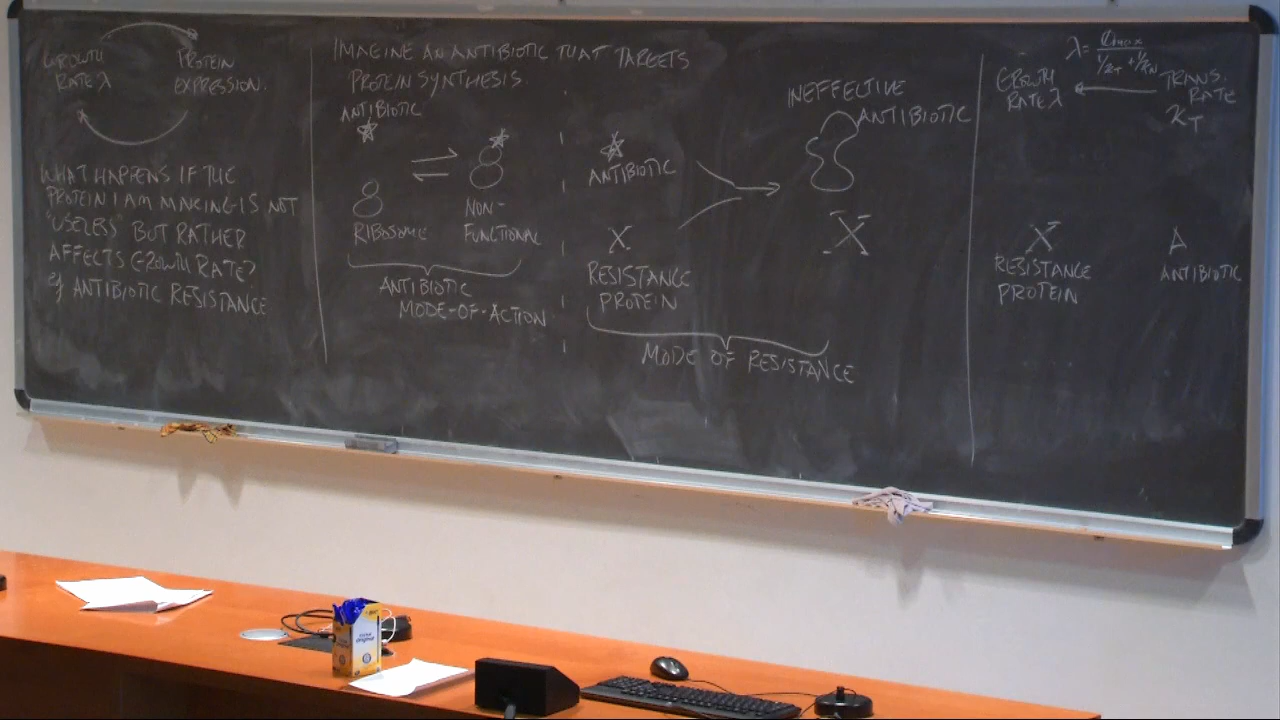 GROWTH
RATE λ
PROTEIN
EXPRESSION.
WHAT HAPPENS IF THE
PROTEIN I AM MAKING IS NOT
"USELESS" BUT RATHER
AFFECTS GROWTH RATE?
eg ANTIBIOTIC RESISTANCE
IMAGINE AN ANTIBIOTIC THAT TARGETS
PROTEIN SYNTHESIS
ANTIBIOTIC
RIBOSOME
NON-
FUNCTIONAL
ANTIBIOTIC
MODE-OF-ACTION
ANTIBIOTIC
X
RESISTANCE
PROTEIN
INEFFECTIVE
ANTIBIOTIC
X
MODE OF RESISTANCE
GROWTH
RATE λ
TRANS.
RATE
KT
X
RESISTANCE
PROTEIN
A
ANTIBIOTIC